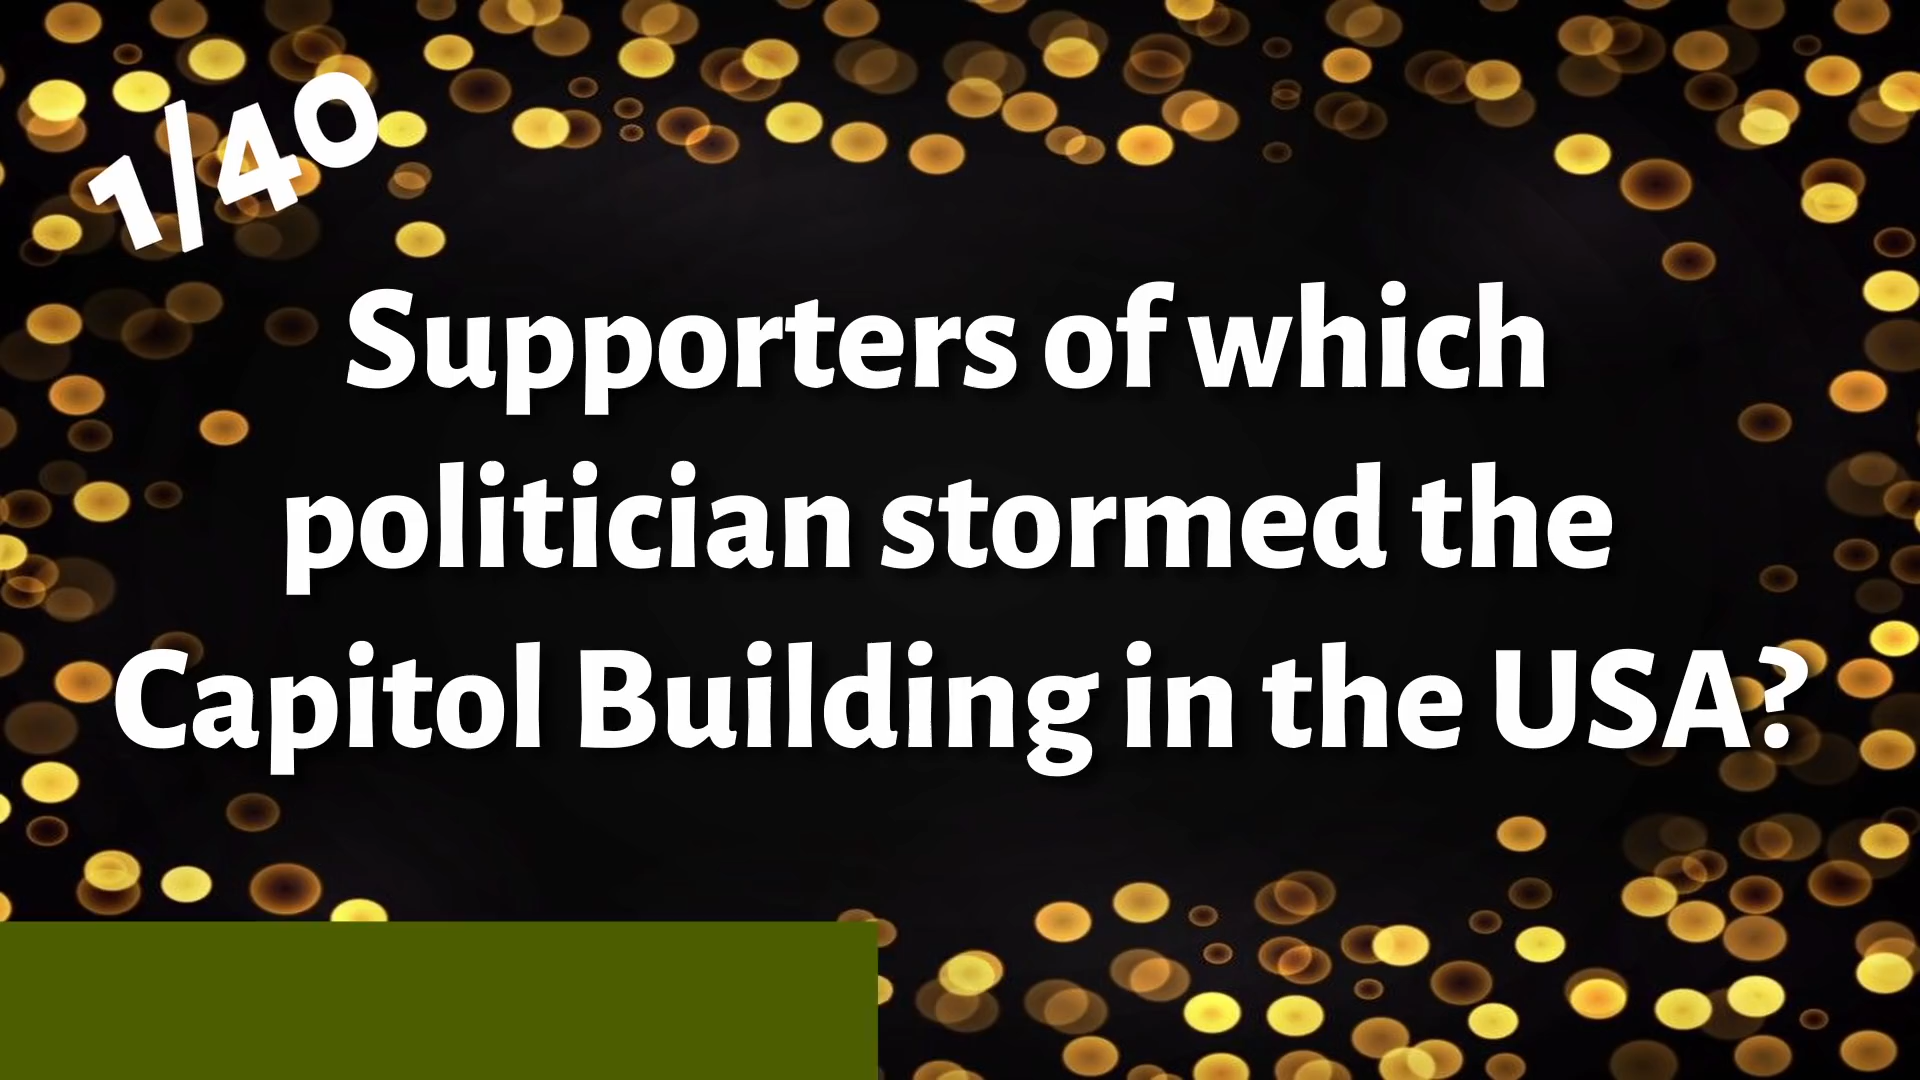 1/40
Supporters of which
politician stormed the
Capitol Building in the USA?